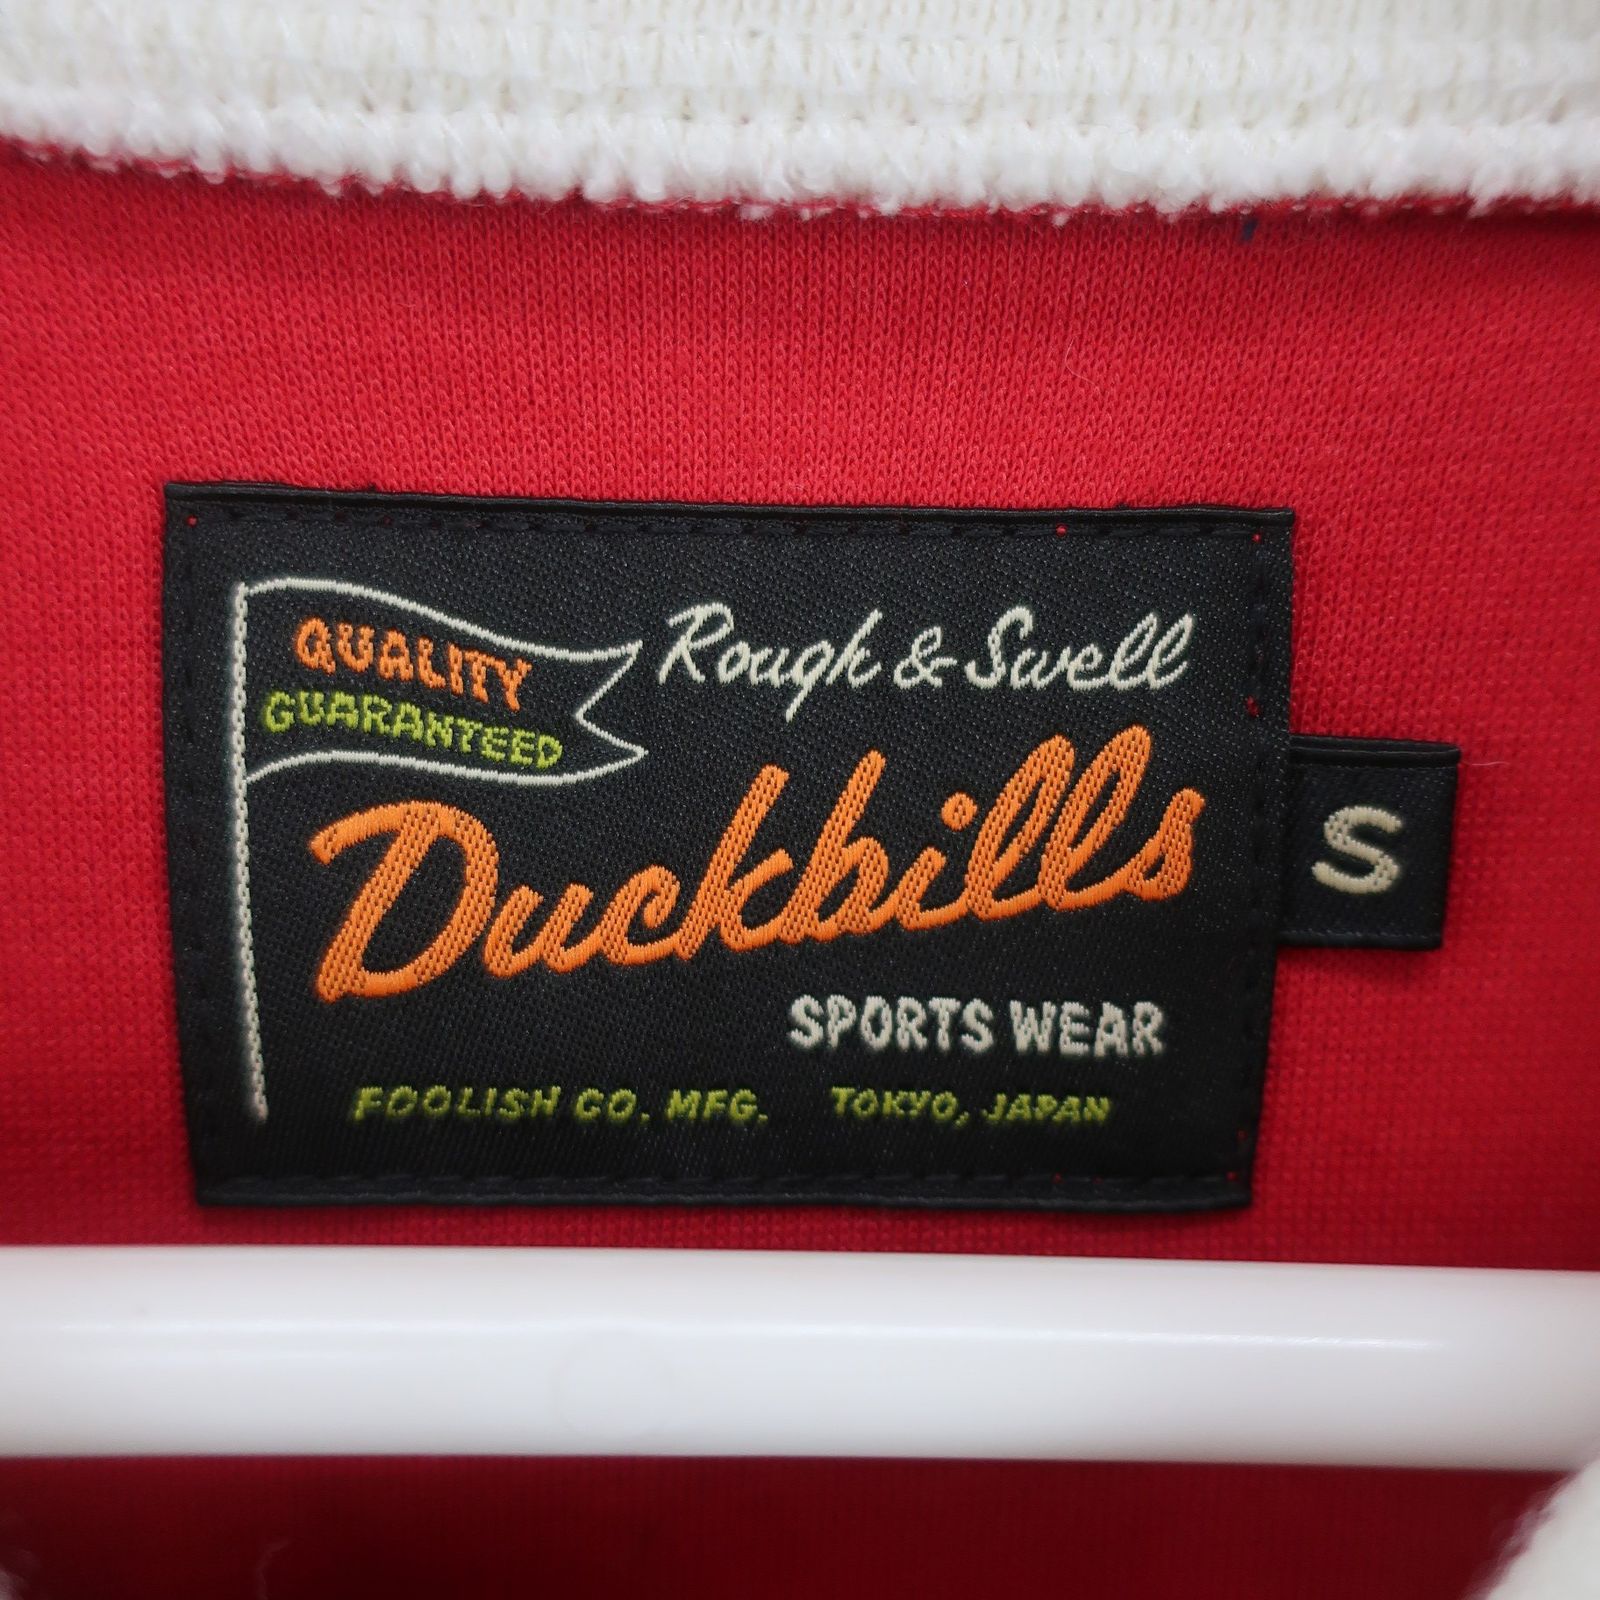 QUALITY
GUARANTEED
Rough & Swell
Duckbills
SPORTS WEAR
FOOLISH CO. MFG. TOKYO, JAPAN
S